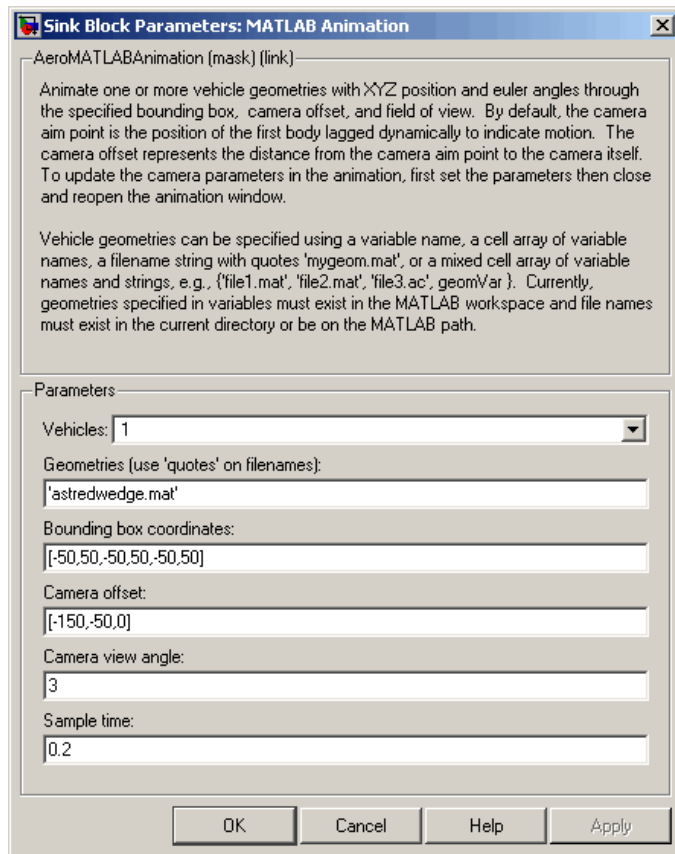 Sink Block Parameters: MATLAB Animation
AeroMATLABAnimation (mask) (link)
Animate one or more vehicle geometries with XYZ position and euler angles through
the specified bounding box, camera offset, and field of view. By default, the camera
aim point is the position of the first body lagged dynamically to indicate motion. The
camera offset represents the distance from the camera aim point to the camera itself.
To update the camera parameters in the animation, first set the parameters then close
and reopen the animation window.
Vehicle geometries can be specified using a variable name, a cell array of variable
names, a filename string with quotes 'mygeom.mat', or a mixed cell array of variable
names and strings, e.g., {'file1.mat', 'file2.mat', 'file3.ac', geomVar }. Currently,
geometries specified in variables must exist in the MATLAB workspace and file names
must exist in the current directory or be on the MATLAB path.
Parameters
Vehicles: 1
Geometries (use 'quotes' on filenames):
'astredwedge.mat'
Bounding box coordinates:
[-50,50,-50,50,-50,50]
Camera offset:
[-150,-50,0]
Camera view angle:
3
Sample time:
0.2
OK Cancel Help Apply